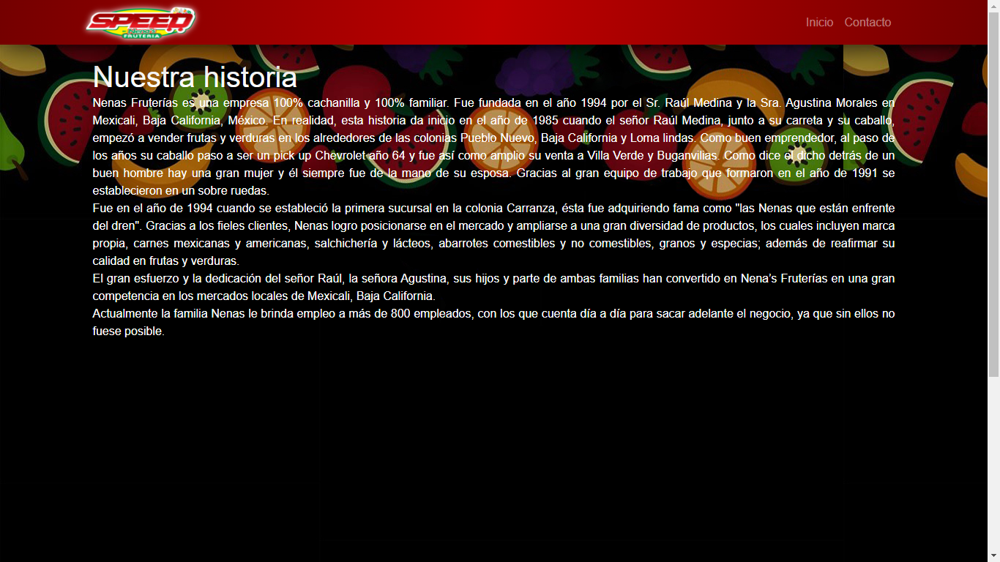 SPEED
FRUTERIA
Inicio
Contacto
Nuestra historia
Nenas Fruterías es una empresa 100% cachanilla y 100% familiar. Fue fundada en el año 1994 por el Sr. Raúl Medina y la Sra. Agustina Morales en
Mexicali, Baja California, México. En realidad, esta historia da inicio en el año de 1985 cuando el señor Raúl Medina, junto a su carreta y su caballo,
empezó a vender frutas y verduras en los alrededores de las colonias Pueblo Nuevo, Baja California y Loma lindas. Como buen emprendedor, al paso de
los años su caballo paso a ser un pick up Chevrolet año 64 y fue así como amplio su venta a Villa Verde y Buganvilias. Como dice el dicho detrás de un
buen hombre hay una gran mujer y él siempre fue de la mano de su esposa. Gracias al gran equipo de trabajo que formaron en el año de 1991 se
establecieron en un sobre ruedas.
Fue en el año de 1994 cuando se estableció la primera sucursal en la colonia Carranza, ésta fue adquiriendo fama como "las Nenas que están enfrente
del dren". Gracias a los fieles clientes, Nenas logro posicionarse en el mercado y ampliarse a una gran diversidad de productos, los cuales incluyen marca
propia, carnes mexicanas y americanas, salchichería y lácteos, abarrotes comestibles y no comestibles, granos y especias; además de reafirmar su
calidad en frutas y verduras.
El gran esfuerzo y la dedicación del señor Raúl, la señora Agustina, sus hijos y parte de ambas familias han convertido en Nena's Fruterías en una gran
competencia en los mercados locales de Mexicali, Baja California.
Actualmente la familia Nenas le brinda empleo a más de 800 empleados, con los que cuenta día a día para sacar adelante el negocio, ya que sin ellos no
fuese posible.